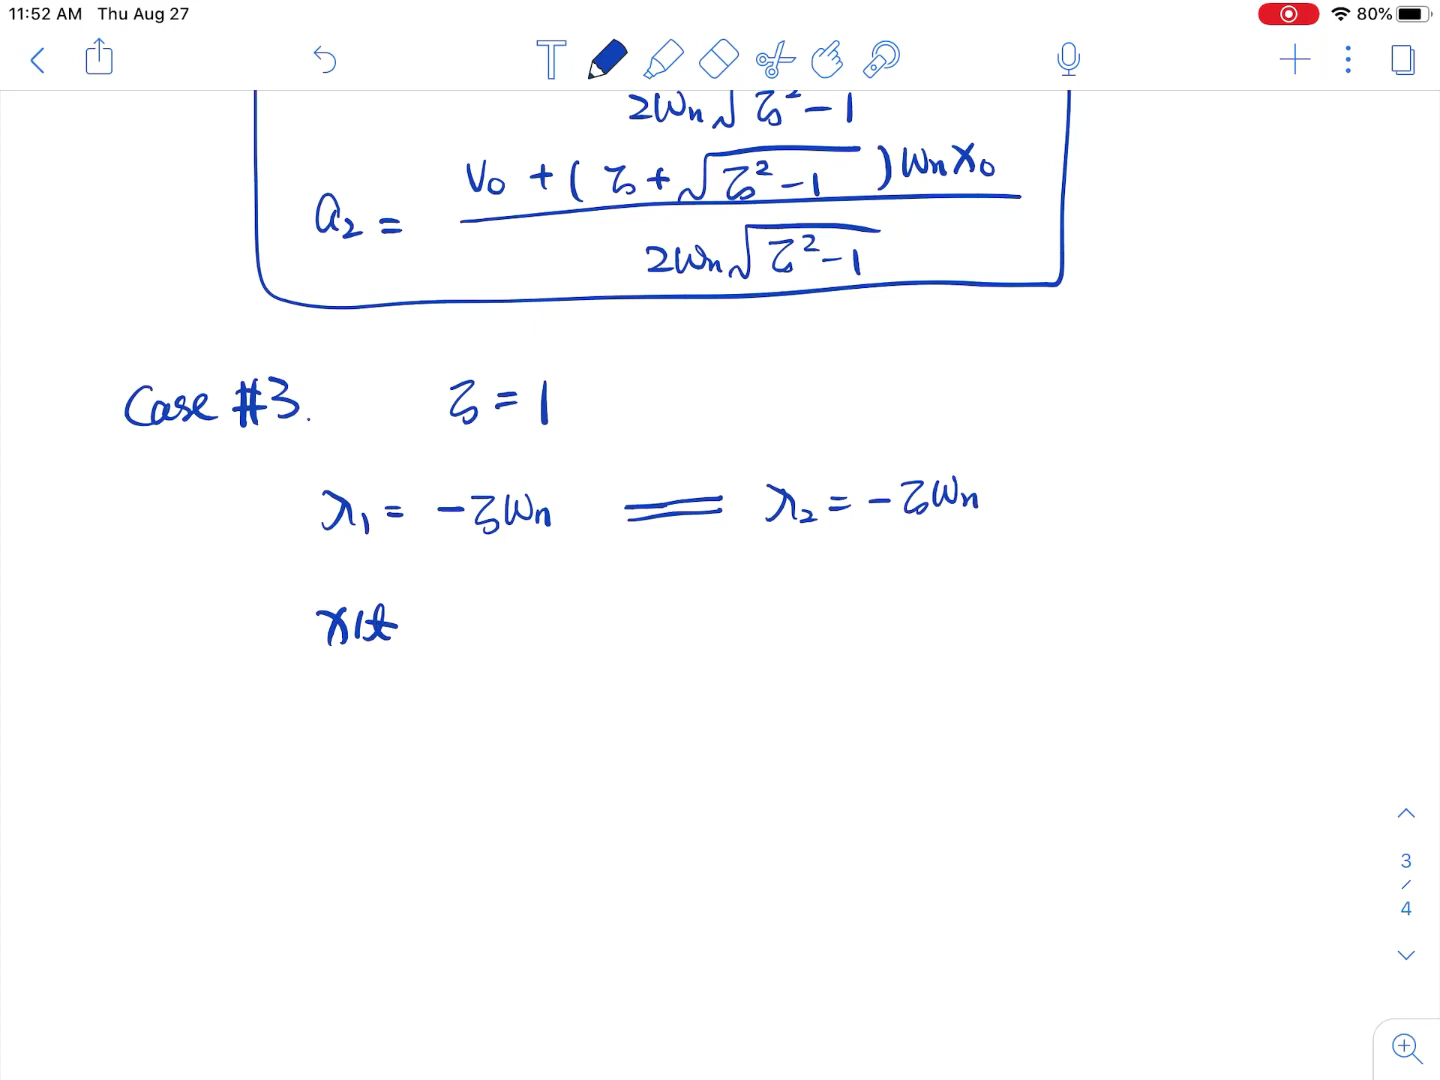 11:52 AM Thu Aug 27 80%
T
2ωn√ζ²-1
a₂ = V₀ + (ζ + √ζ²-1)ωnx₀ / 2ωn√ζ²-1
Case #3. ζ = 1
λ₁ = -ζωn = λ₂ = -ζωn
x(t
3
/
4